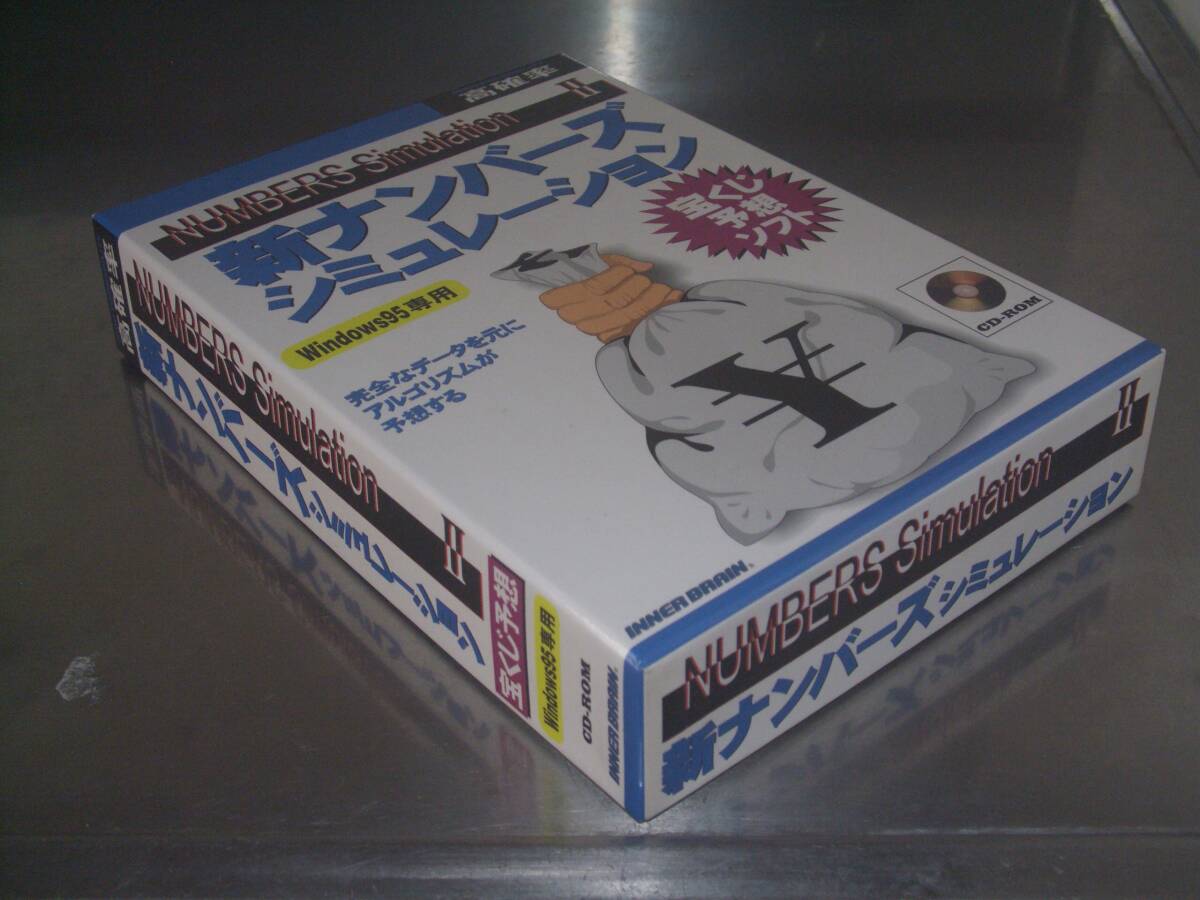 高確率
NUMBERS Simulation II
新ナンバーズ
シミュレーション
宝くじ
予想
ソフト
Windows95専用
完全なデータを元に
アルゴリズムが
予想する
¥
CD-ROM
INNER BRAIN®
高確率
NUMBERS Simulation II
新ナンバーズ・シミュレーション
宝くじ予想
Windows95専用
CD-ROM
INNER BRAIN®
NUMBERS Simulation II
新ナンバーズシミュレーション